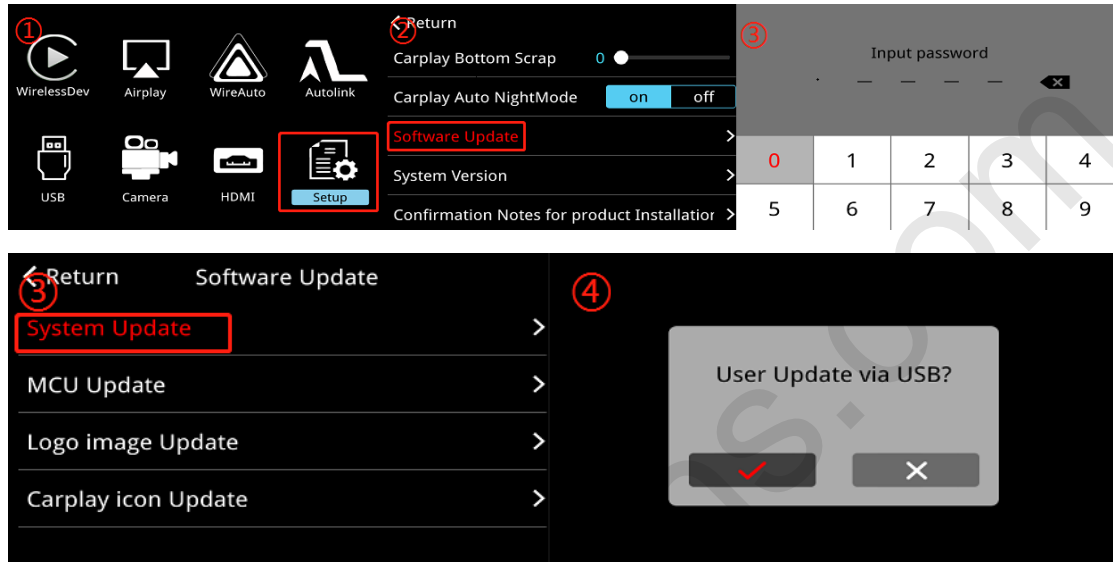 ①
WirelessDev
Airplay
WireAuto
Autolink
USB
Camera
HDMI
Setup
②
Return
Carplay Bottom Scrap 0
Carplay Auto NightMode on off
Software Update
System Version
Confirmation Notes for product Installation
③
Input password
0 1 2 3 4
5 6 7 8 9
③
Return Software Update
System Update
MCU Update
Logo image Update
Carplay icon Update
④
User Update via USB?